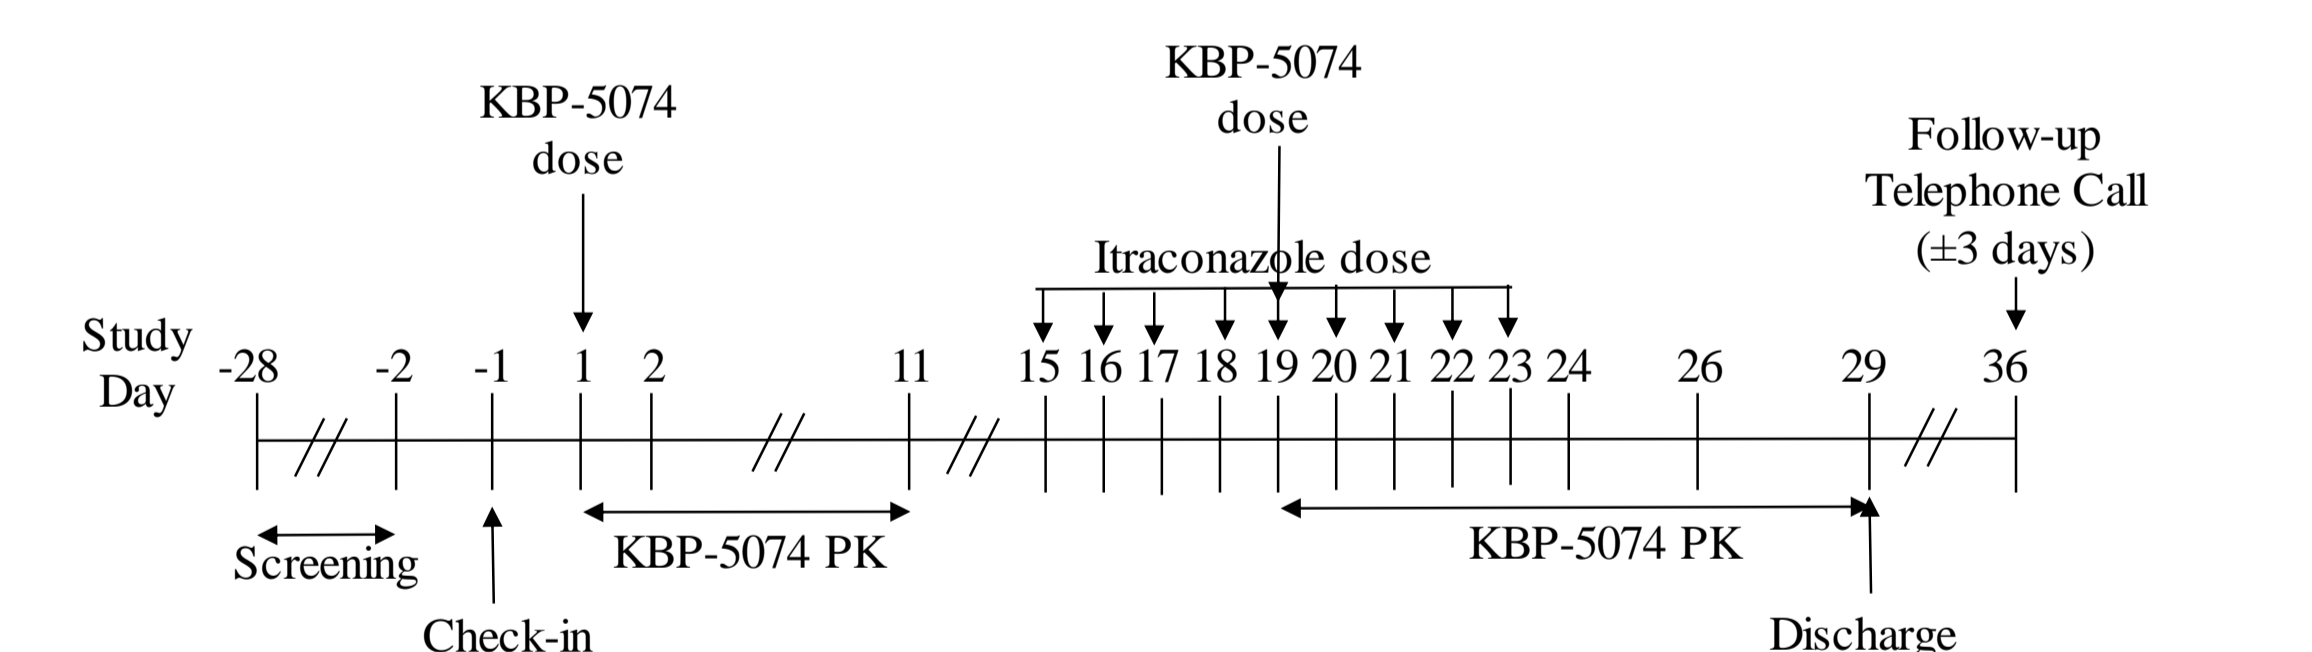 KBP-5074
dose
KBP-5074
dose
Follow-up
Telephone Call
(±3 days)
Itraconazole dose
Study
Day
-28 -2 -1 1 2 11 15 16 17 18 19 20 21 22 23 24 26 29 36
Screening
KBP-5074 PK
KBP-5074 PK
Check-in
Discharge